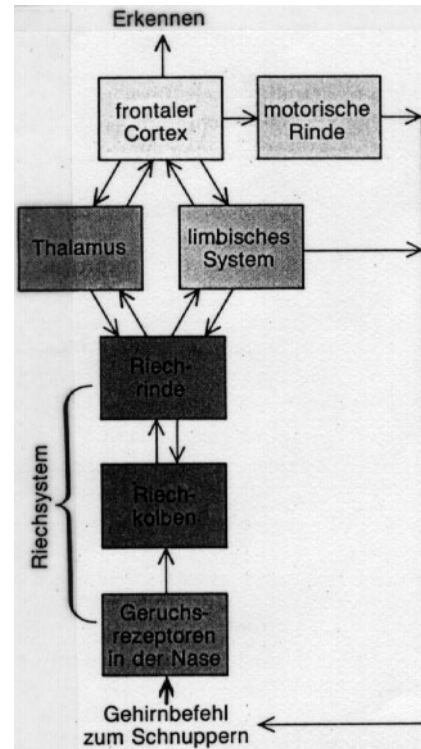 Erkennen
frontaler
Cortex
motorische
Rinde
Thalamus
limbisches
System
Riech-
rinde
Riechsystem
Riech-
kolben
Geruchs-
rezeptoren
in der Nase
Gehirnbefehl
zum Schnuppern